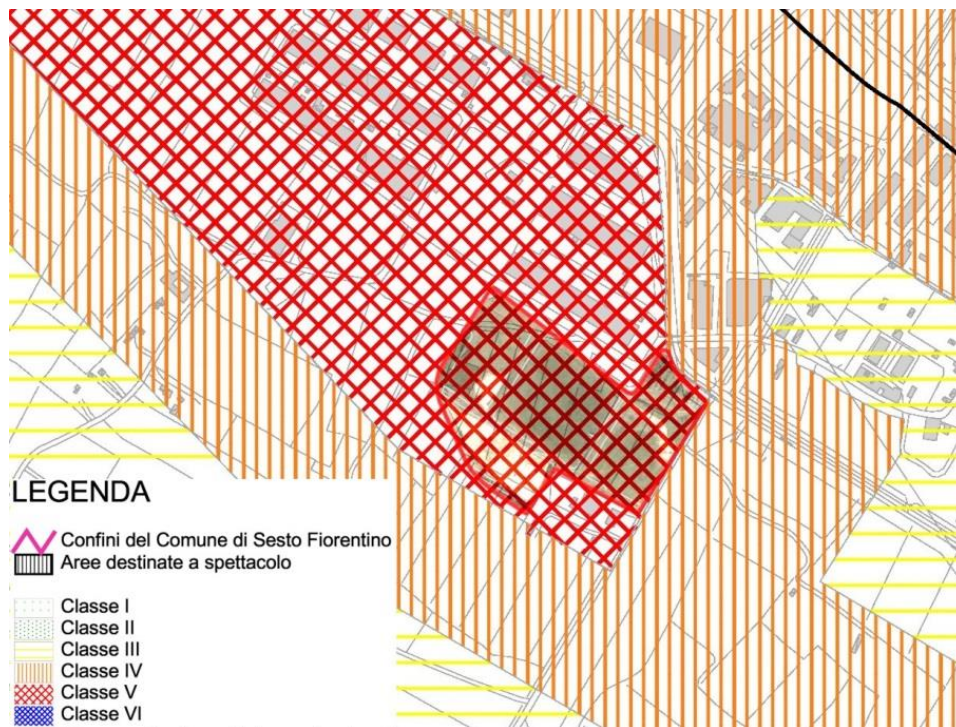 LEGENDA
Confini del Comune di Sesto Fiorentino
Aree destinate a spettacolo
Classe I
Classe II
Classe III
Classe IV
Classe V
Classe VI